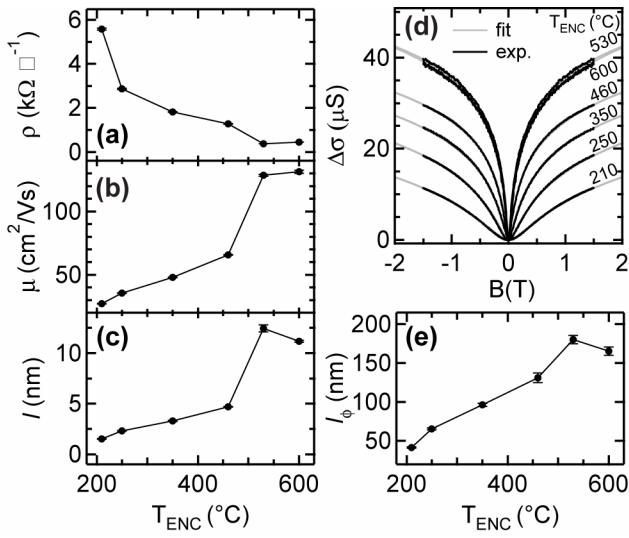 ρ (kΩ □⁻¹)
6
4
2
0
(a)
μ (cm²/Vs)
100
50
(b)
l (nm)
10
5
0
(c)
200
400
600
T_ENC (°C)
(d)
fit
exp.
T_ENC (°C)
530
600
460
350
250
210
Δσ (μS)
40
20
0
-2
-1
0
1
2
B(T)
(e)
l_ϕ (nm)
200
150
100
50
200
400
600
T_ENC (°C)